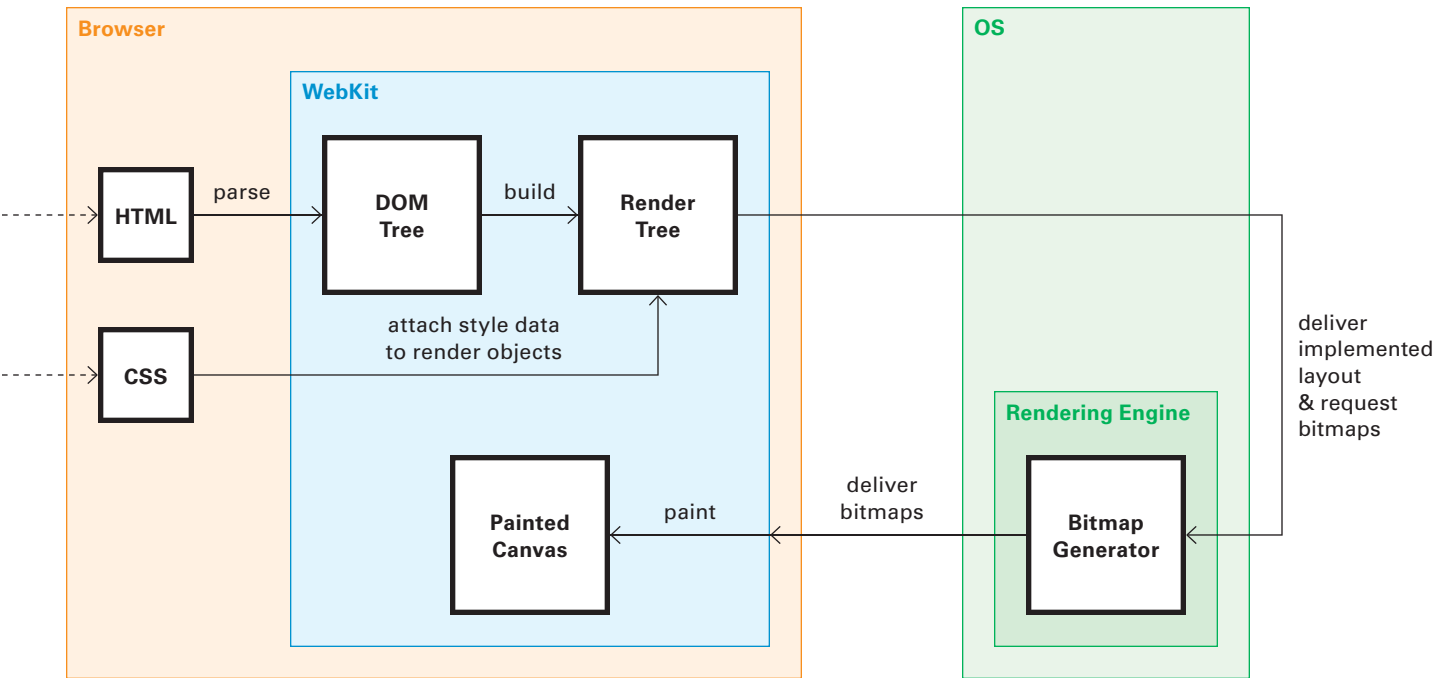 Browser
OS
WebKit
HTML
parse
DOM
Tree
build
Render
Tree
attach style data
to render objects
CSS
deliver
implemented
layout
& request
bitmaps
Rendering Engine
Bitmap
Generator
deliver
bitmaps
paint
Painted
Canvas